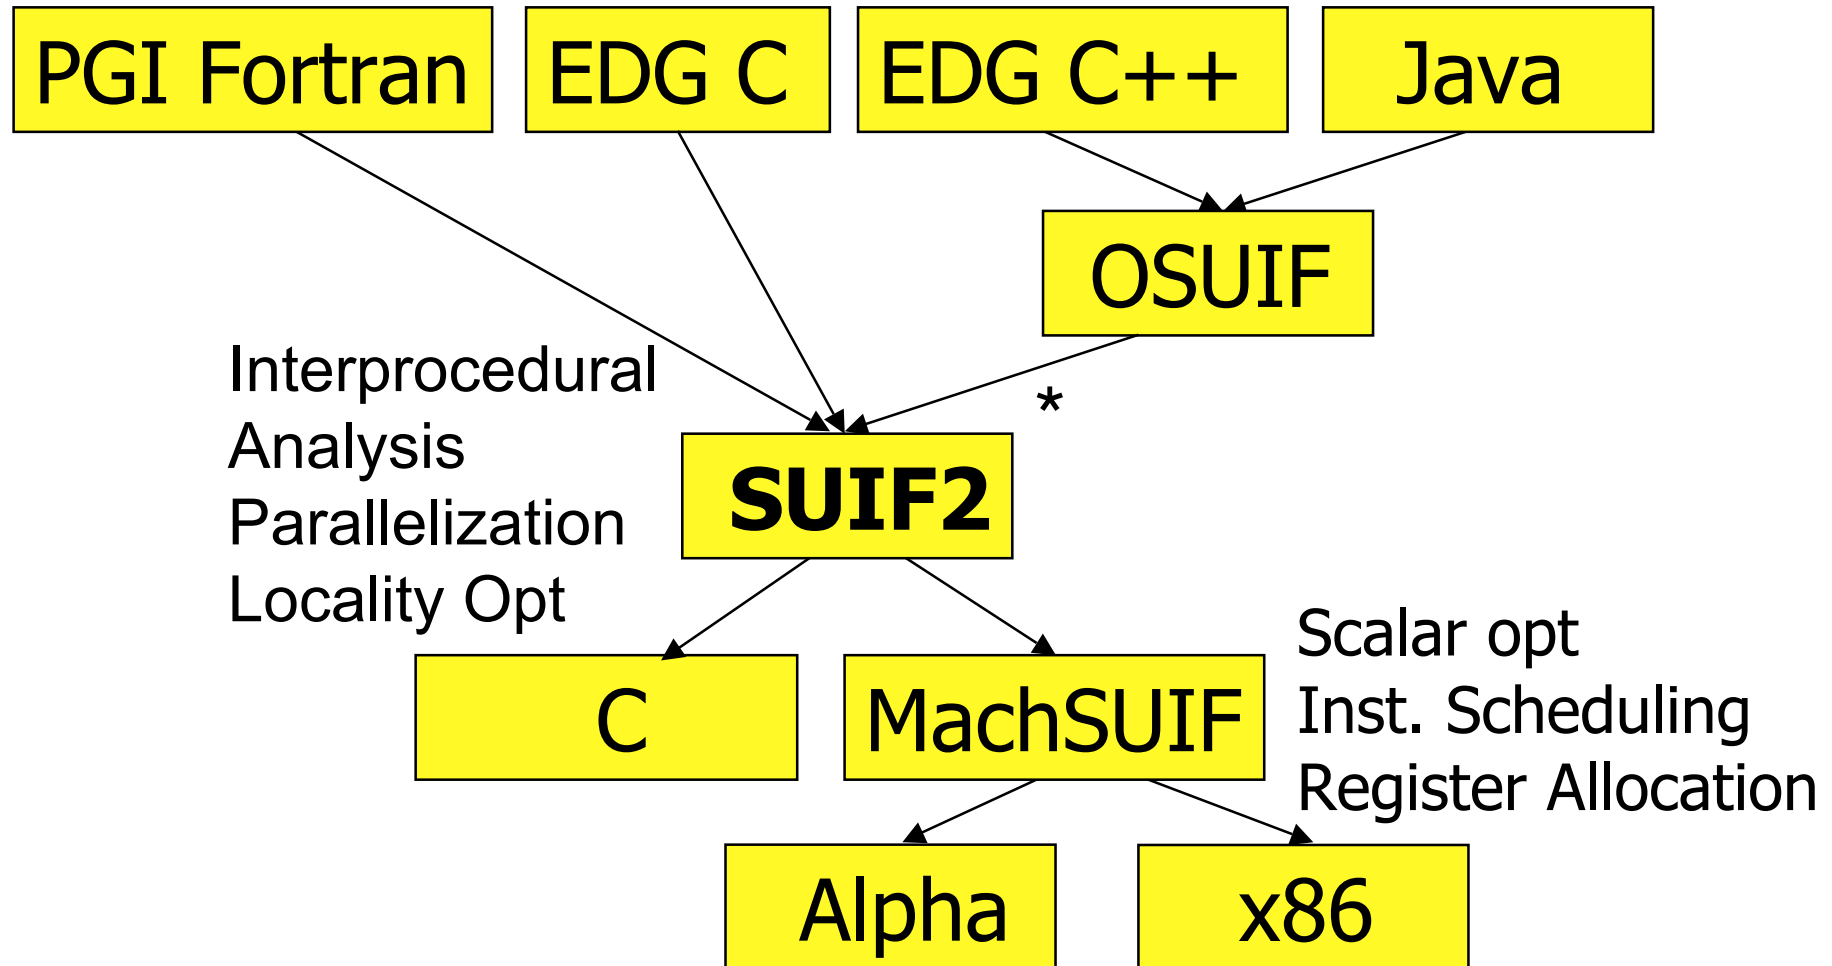 PGI Fortran
EDG C
EDG C++
Java
OSUIF
Interprocedural
Analysis
Parallelization
Locality Opt
*
SUIF2
C
MachSUIF
Scalar opt
Inst. Scheduling
Register Allocation
Alpha
x86